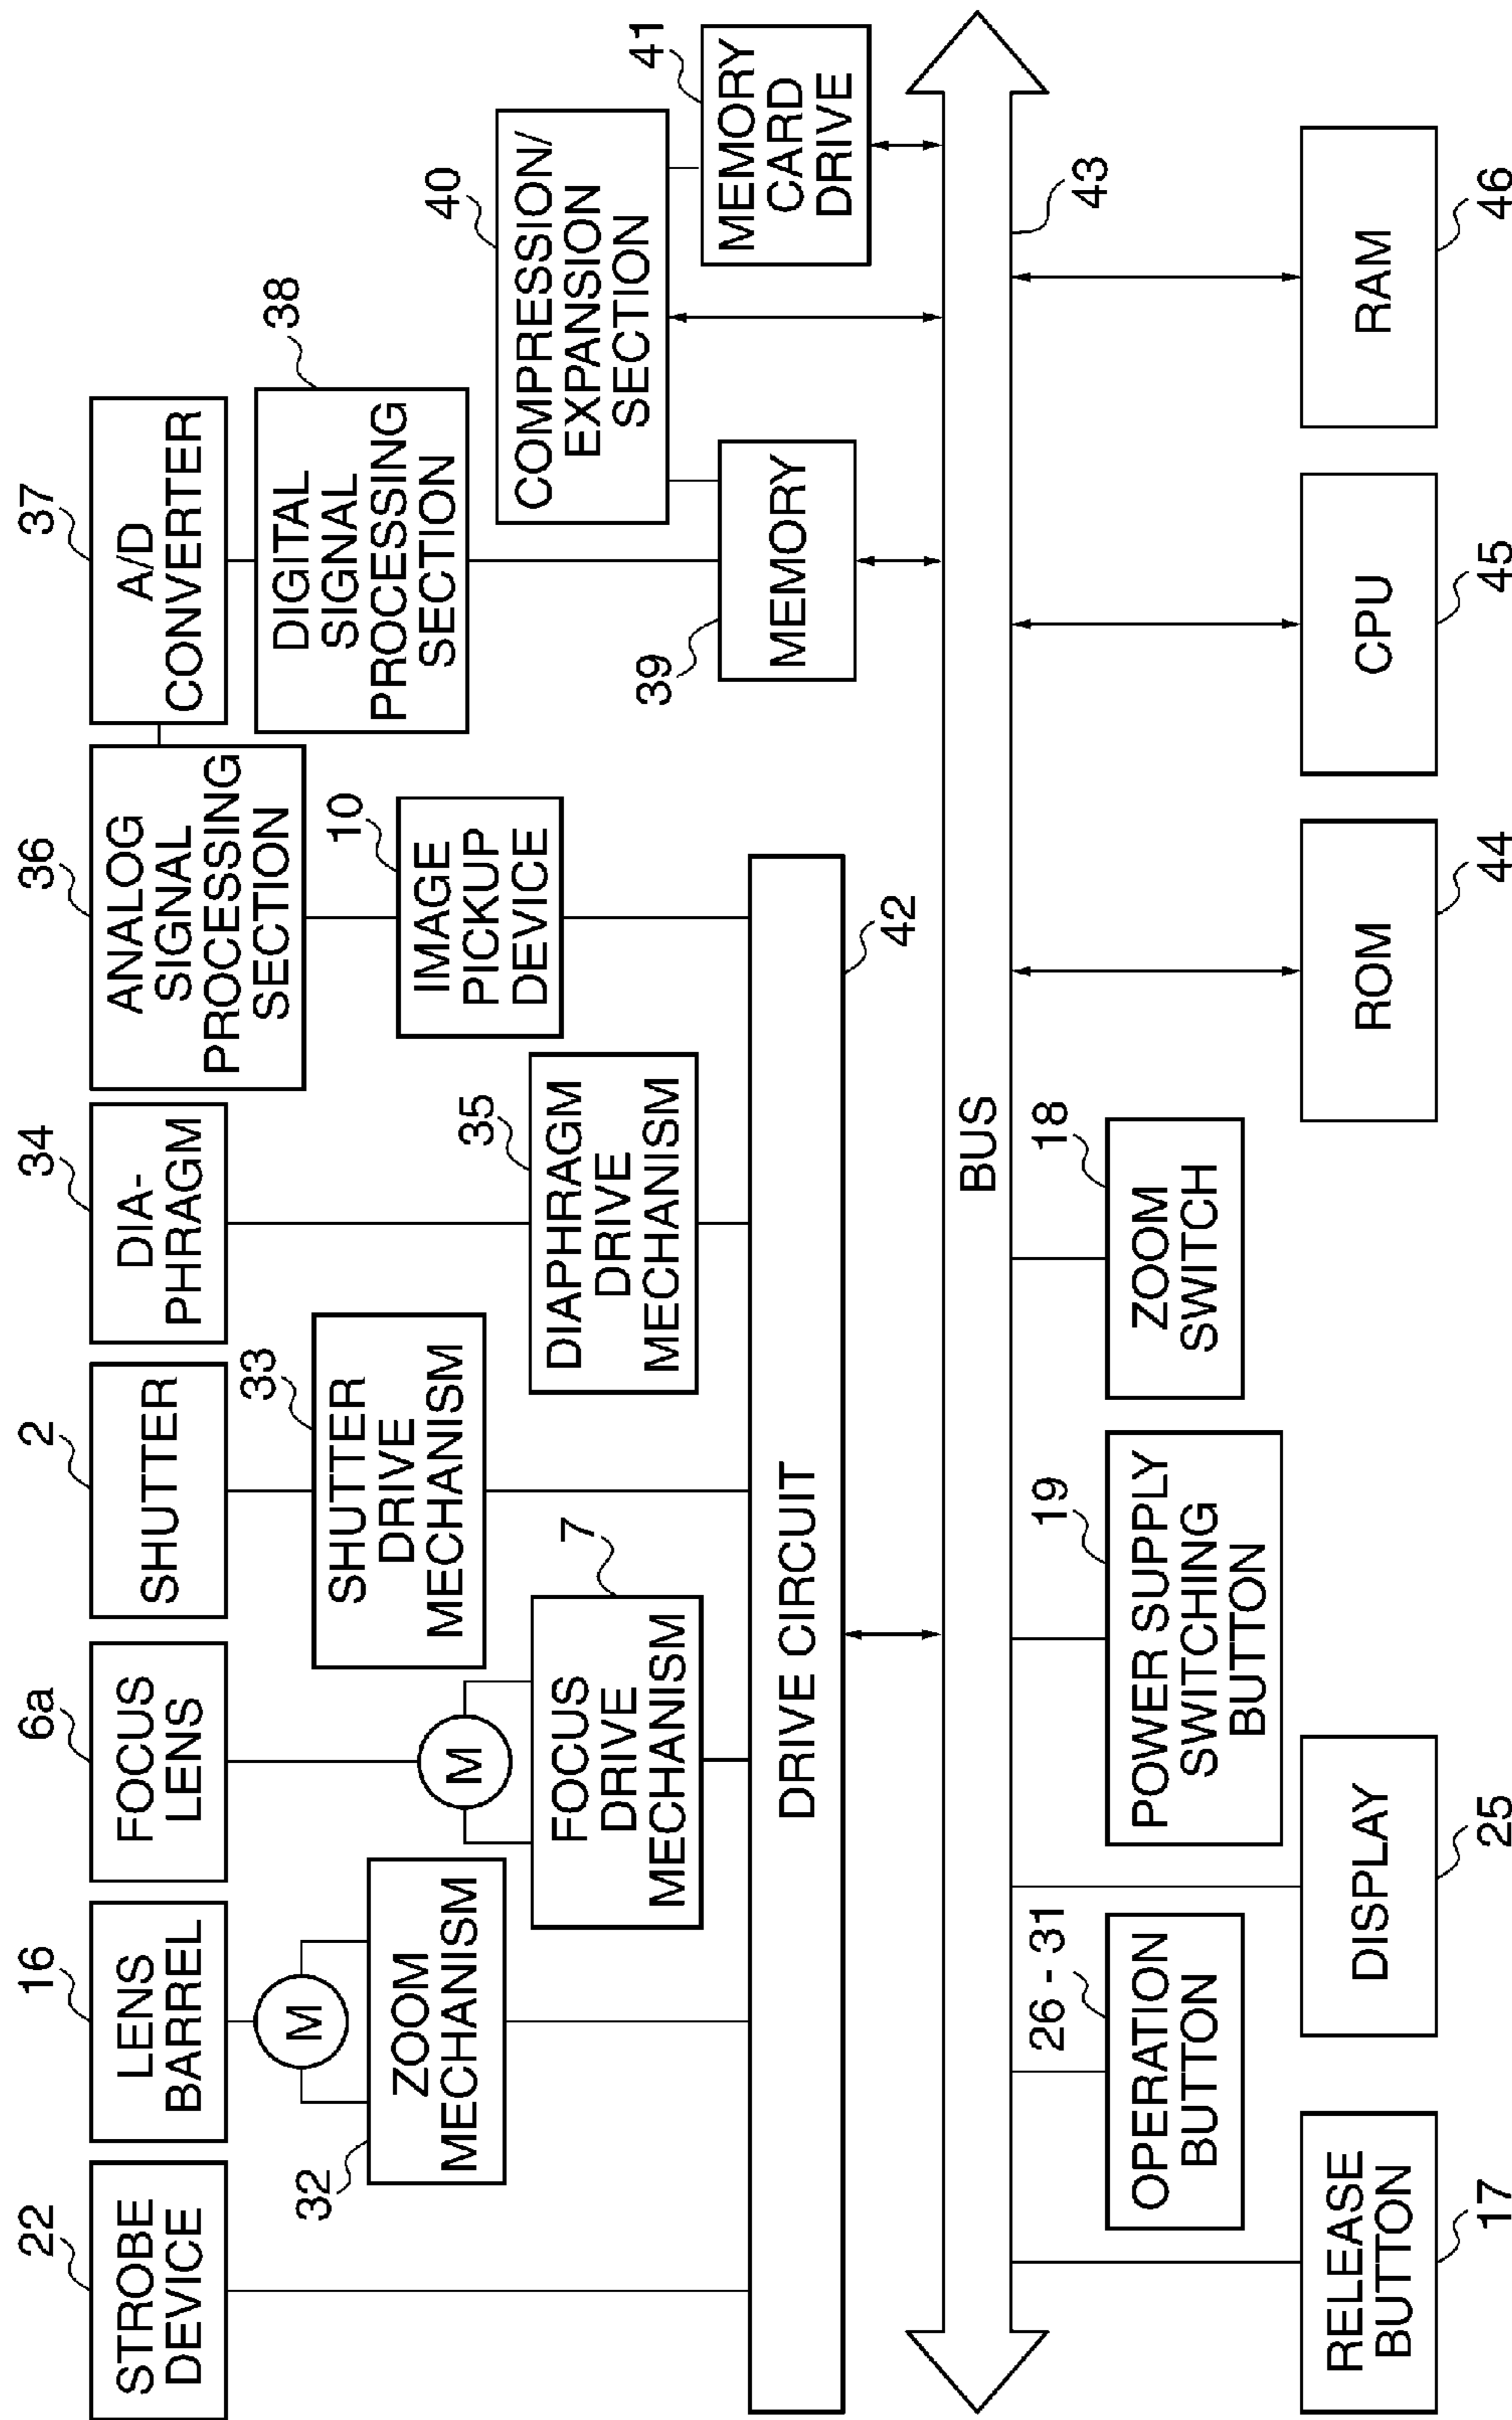 22
STROBE
DEVICE
16
LENS
BARREL
6a
FOCUS
LENS
2
SHUTTER
34
DIA-
PHRAGM
36
ANALOG
SIGNAL
PROCESSING
SECTION
37
A/D
CONVERTER
M
32
ZOOM
MECHANISM
M
7
FOCUS
DRIVE
MECHANISM
33
SHUTTER
DRIVE
MECHANISM
35
DIAPHRAGM
DRIVE
MECHANISM
10
IMAGE
PICKUP
DEVICE
38
DIGITAL
SIGNAL
PROCESSING
SECTION
40
COMPRESSION/
EXPANSION
SECTION
39
MEMORY
41
MEMORY
CARD
DRIVE
DRIVE CIRCUIT
42
BUS
43
26 - 31
OPERATION
BUTTON
19
POWER SUPPLY
SWITCHING
BUTTON
18
ZOOM
SWITCH
RELEASE
BUTTON
17
DISPLAY
25
ROM
44
CPU
45
RAM
46